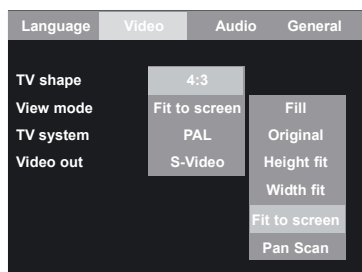 Language Video Audio General
TV shape 4:3
View mode Fit to screen Fill
TV system PAL Original
Video out S-Video Height fit
Width fit
Fit to screen
Pan Scan